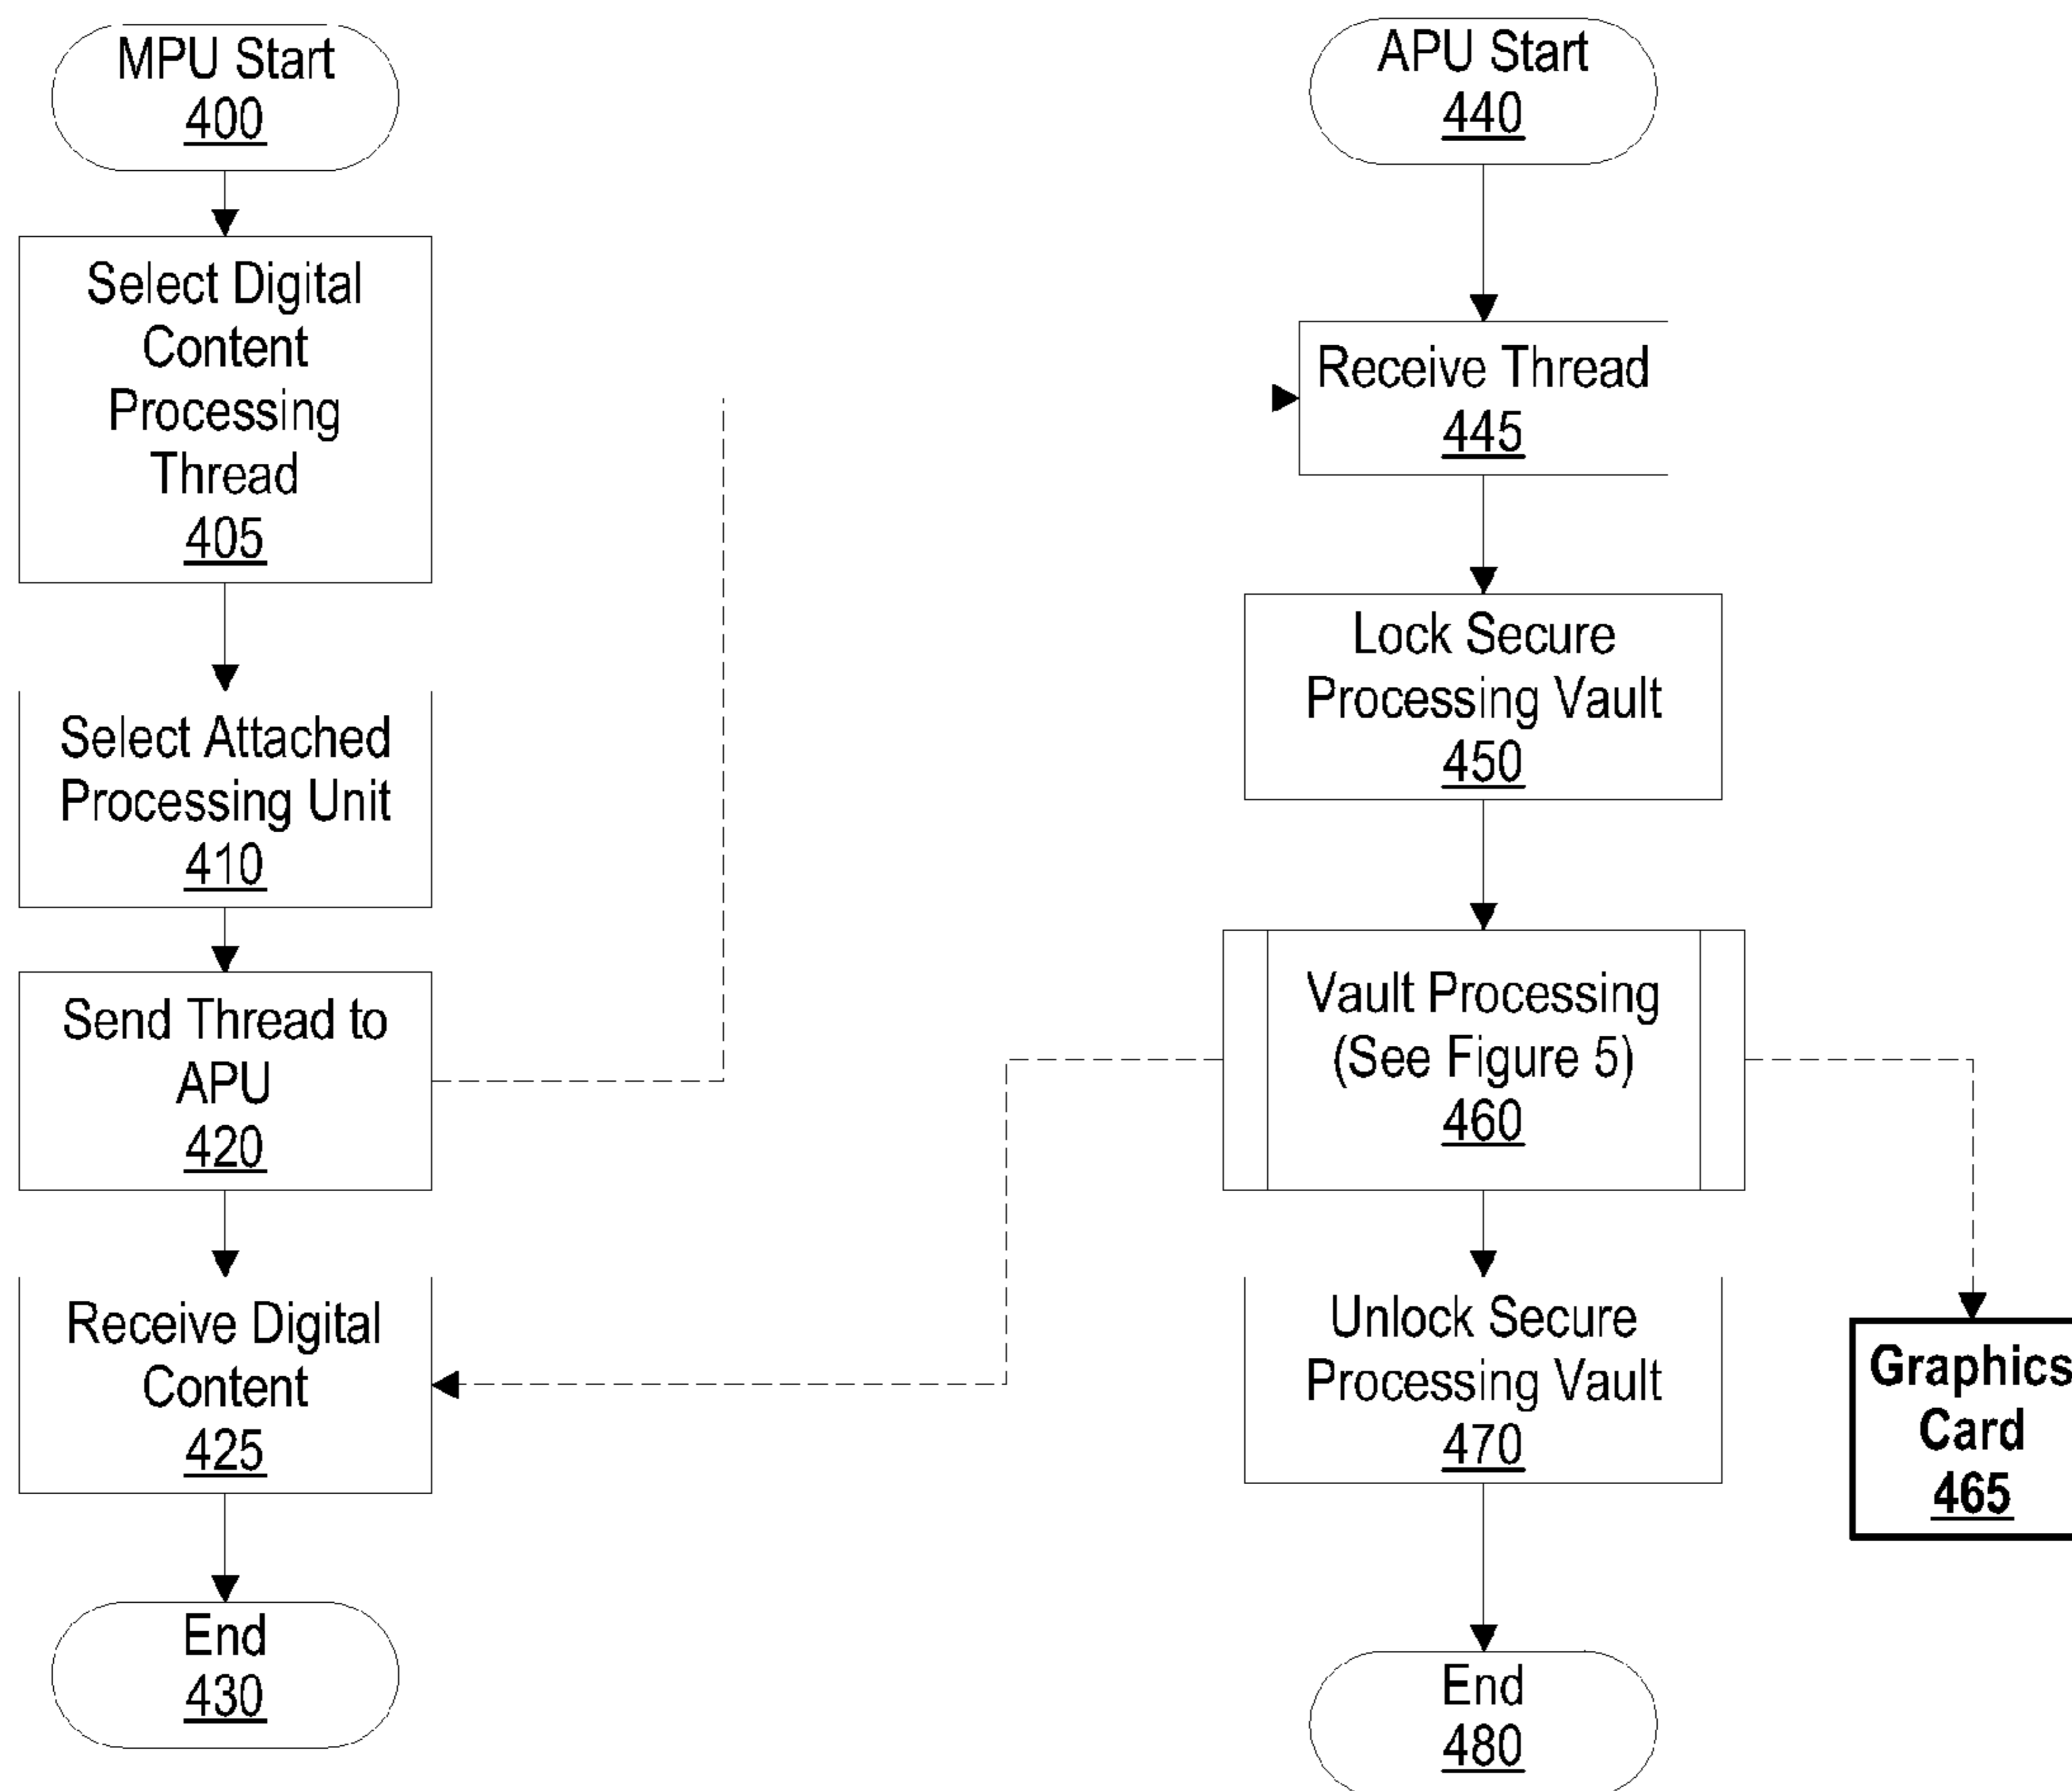 MPU Start
400
Select Digital
Content
Processing
Thread
405
Select Attached
Processing Unit
410
Send Thread to
APU
420
Receive Digital
Content
425
End
430
APU Start
440
Receive Thread
445
Lock Secure
Processing Vault
450
Vault Processing
(See Figure 5)
460
Unlock Secure
Processing Vault
470
End
480
Graphics
Card
465